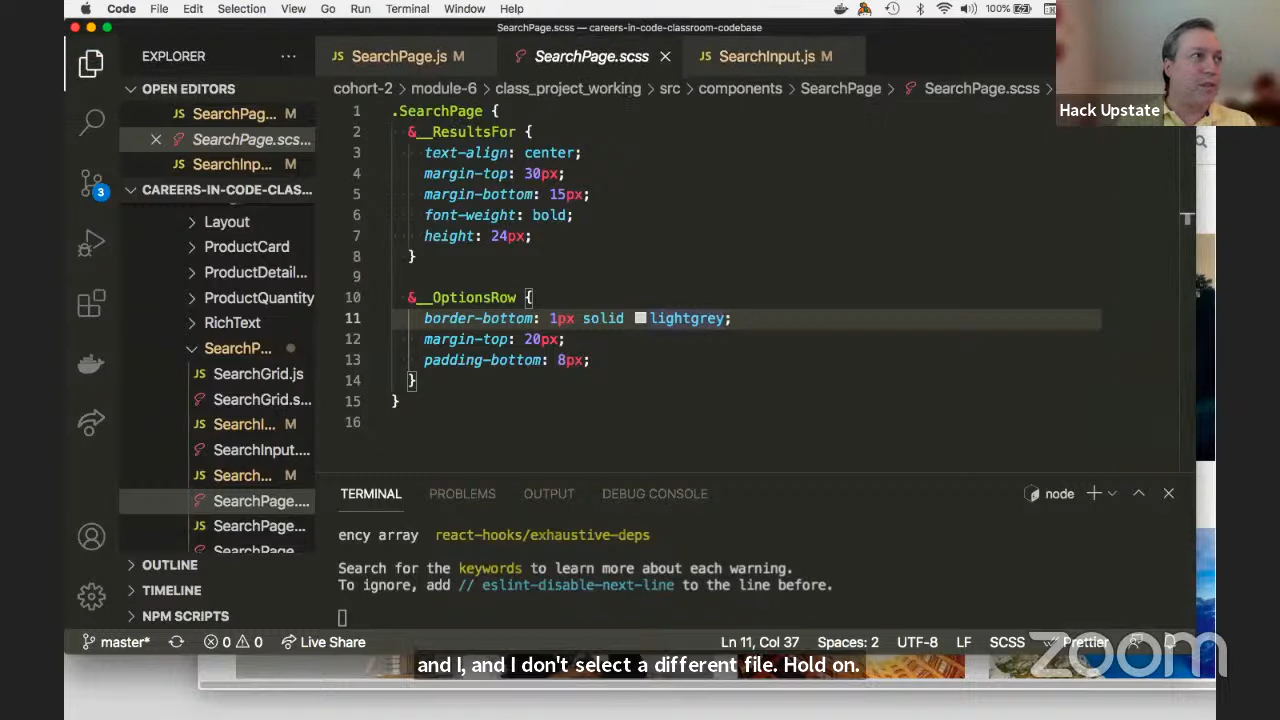 Code File Edit Selection View Go Run Terminal Window Help 100%
SearchPage.scss — careers-in-code-classroom-codebase
EXPLORER
OPEN EDITORS
SearchPag... M
SearchPage.scs...
SearchInp... M
CAREERS-IN-CODE-CLASS...
Layout
ProductCard
ProductDetail...
ProductQuantity
RichText
SearchP...
JS SearchGrid.js
SearchGrid.s...
JS SearchI... M
SearchInput....
JS Search... M
SearchPage....
JS SearchPage...
SearchPage
OUTLINE
TIMELINE
NPM SCRIPTS
3
JS SearchPage.js M
SearchPage.scss
JS SearchInput.js M
cohort-2 > module-6 > class_project_working > src > components > SearchPage > SearchPage.scss >
1 .SearchPage {
2 &__ResultsFor {
3 text-align: center;
4 margin-top: 30px;
5 margin-bottom: 15px;
6 font-weight: bold;
7 height: 24px;
8 }
9
10 &__OptionsRow {
11 border-bottom: 1px solid lightgrey;
12 margin-top: 20px;
13 padding-bottom: 8px;
14 }
15 }
16
TERMINAL PROBLEMS OUTPUT DEBUG CONSOLE
node
ency array react-hooks/exhaustive-deps
Search for the keywords to learn more about each warning.
To ignore, add // eslint-disable-next-line to the line before.
master* 0 0 Live Share Ln 11, Col 37 Spaces: 2 UTF-8 LF SCSS Prettier
Hack Upstate
zoom
and I, and I don't select a different file. Hold on.